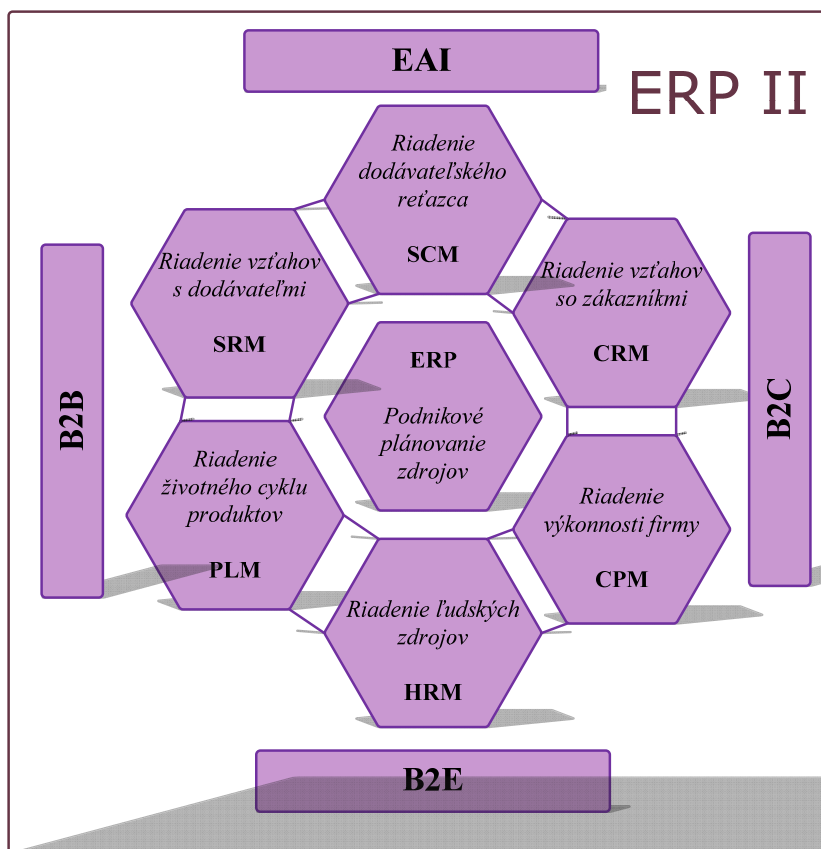 EAI
ERP II
Riadenie
dodávateľského
reťazca
SCM
Riadenie vzťahov
s dodávateľmi
SRM
Riadenie vzťahov
so zákazníkmi
CRM
B2B
B2C
ERP
Podnikové
plánovanie
zdrojov
Riadenie
životného cyklu
produktov
PLM
Riadenie
výkonnosti firmy
CPM
Riadenie ľudských
zdrojov
HRM
B2E